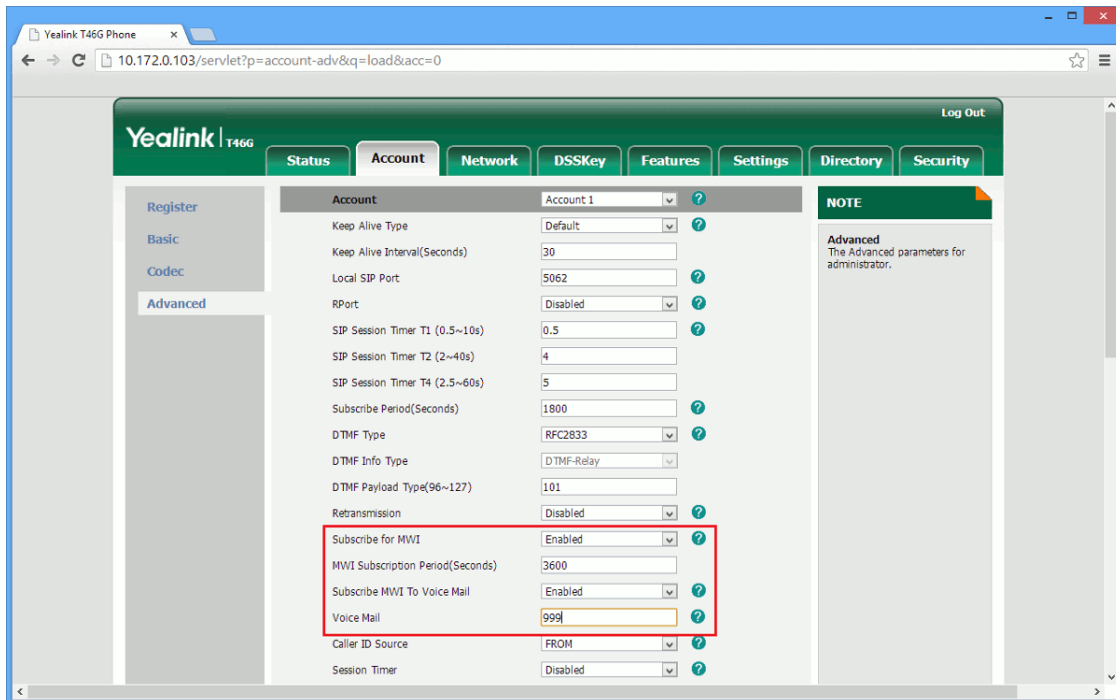 Yealink T46G Phone
10.172.0.103/servlet?p=account-adv&q=load&acc=0
Log Out
Yealink T46G
Status Account Network DSSKey Features Settings Directory Security
Register
Basic
Codec
Advanced
Account Account 1 ?
Keep Alive Type Default ?
Keep Alive Interval(Seconds) 30
Local SIP Port 5062 ?
RPort Disabled ?
SIP Session Timer T1 (0.5~10s) 0.5 ?
SIP Session Timer T2 (2~40s) 4
SIP Session Timer T4 (2.5~60s) 5
Subscribe Period(Seconds) 1800 ?
DTMF Type RFC2833 ?
DTMF Info Type DTMF-Relay
DTMF Payload Type(96~127) 101
Retransmission Disabled ?
Subscribe for MWI Enabled ?
MWI Subscription Period(Seconds) 3600
Subscribe MWI To Voice Mail Enabled ?
Voice Mail 999 ?
Caller ID Source FROM ?
Session Timer Disabled ?
NOTE
Advanced
The Advanced parameters for
administrator.